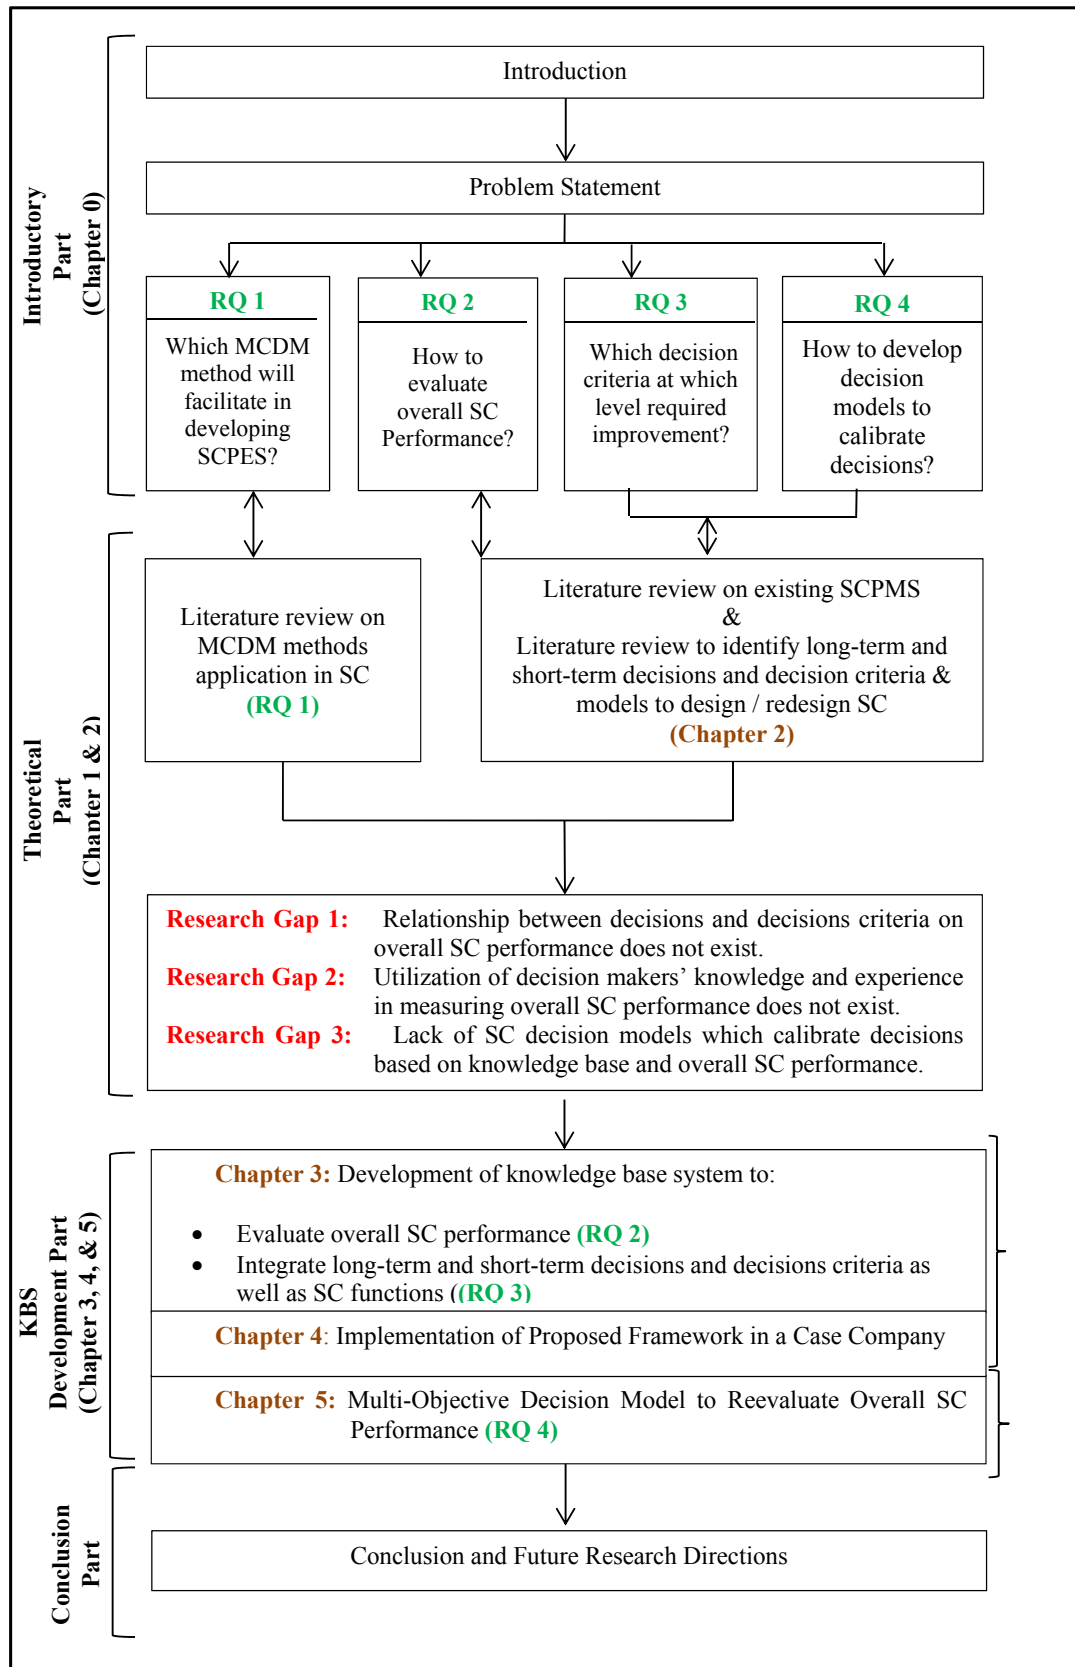 Introductory
Part
(Chapter 0)
Introduction
Problem Statement
RQ 1
Which MCDM
method will
facilitate in
developing
SCPES?
RQ 2
How to
evaluate
overall SC
Performance?
RQ 3
Which decision
criteria at which
level required
improvement?
RQ 4
How to develop
decision
models to
calibrate
decisions?
Theoretical
Part
(Chapter 1 & 2)
Literature review on
MCDM methods
application in SC
(RQ 1)
Literature review on existing SCPMS
&
Literature review to identify long-term and
short-term decisions and decision criteria &
models to design / redesign SC
(Chapter 2)
Research Gap 1: Relationship between decisions and decisions criteria on
overall SC performance does not exist.
Research Gap 2: Utilization of decision makers’ knowledge and experience
in measuring overall SC performance does not exist.
Research Gap 3: Lack of SC decision models which calibrate decisions
based on knowledge base and overall SC performance.
KBS
Development Part
(Chapter 3, 4, & 5)
Chapter 3: Development of knowledge base system to:
• Evaluate overall SC performance (RQ 2)
• Integrate long-term and short-term decisions and decisions criteria as
well as SC functions ((RQ 3)
Chapter 4: Implementation of Proposed Framework in a Case Company
Chapter 5: Multi-Objective Decision Model to Reevaluate Overall SC
Performance (RQ 4)
Conclusion
Part
Conclusion and Future Research Directions